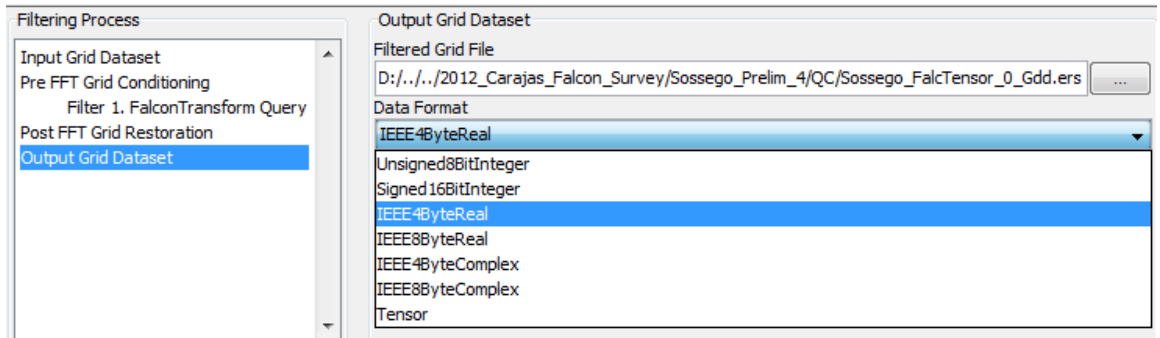 Filtering Process
Input Grid Dataset
Pre FFT Grid Conditioning
Filter 1. FalconTransform Query
Post FFT Grid Restoration
Output Grid Dataset
Output Grid Dataset
Filtered Grid File
D:/../../2012_Carajas_Falcon_Survey/Sossego_Prelim_4/QC/Sossego_FalcTensor_0_Gdd.ers
...
Data Format
IEEE4ByteReal
Unsigned8BitInteger
Signed16BitInteger
IEEE4ByteReal
IEEE8ByteReal
IEEE4ByteComplex
IEEE8ByteComplex
Tensor